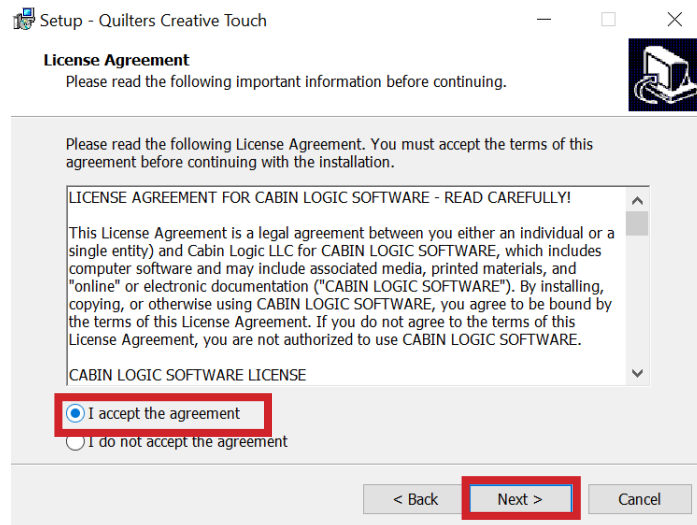 Setup - Quilters Creative Touch
License Agreement
Please read the following important information before continuing.
Please read the following License Agreement. You must accept the terms of this
agreement before continuing with the installation.
LICENSE AGREEMENT FOR CABIN LOGIC SOFTWARE - READ CAREFULLY!
This License Agreement is a legal agreement between you either an individual or a
single entity) and Cabin Logic LLC for CABIN LOGIC SOFTWARE, which includes
computer software and may include associated media, printed materials, and
"online" or electronic documentation ("CABIN LOGIC SOFTWARE"). By installing,
copying, or otherwise using CABIN LOGIC SOFTWARE, you agree to be bound by
the terms of this License Agreement. If you do not agree to the terms of this
License Agreement, you are not authorized to use CABIN LOGIC SOFTWARE.
CABIN LOGIC SOFTWARE LICENSE
I accept the agreement
I do not accept the agreement
< Back Next > Cancel